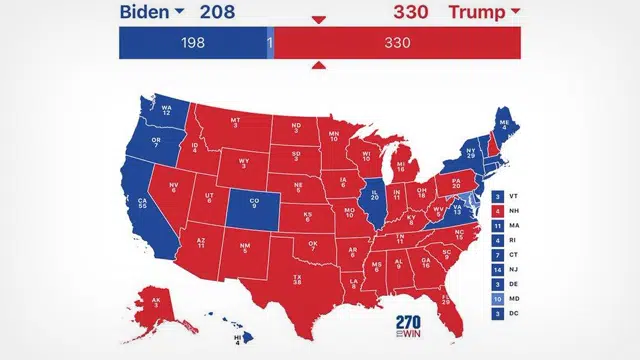 Biden 208
330 Trump
198
1
330
WA
12
OR
7
CA
55
NV
6
ID
4
MT
3
WY
3
UT
6
AZ
11
CO
9
NM
5
ND
3
SD
3
NE
5
KS
6
OK
7
TX
38
MN
10
IA
6
MO
10
AR
6
LA
8
WI
10
IL
20
MI
16
IN
11
OH
18
KY
8
TN
11
MS
6
AL
9
GA
16
FL
29
SC
9
NC
15
VA
13
WV
5
PA
20
NY
29
ME
4
AK
3
HI
4
3 VT
4 NH
11 MA
4 RI
7 CT
14 NJ
3 DE
10 MD
3 DC
270
TO WIN